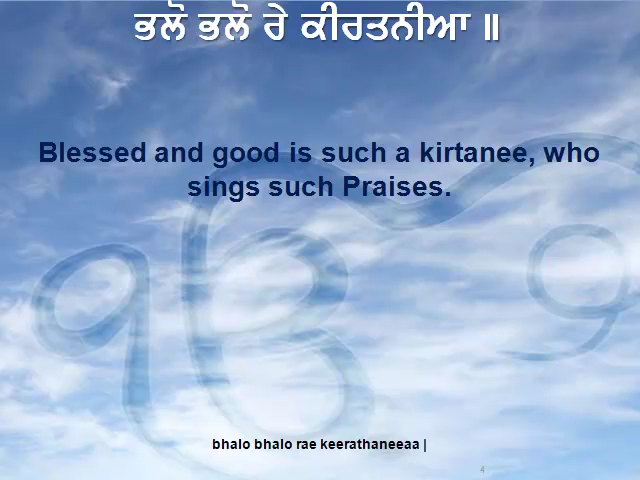 ਭਲੋ ਭਲੋ ਰੇ ਕੀਰਤਨੀਆ ॥
Blessed and good is such a kirtanee, who
sings such Praises.
bhalo bhalo rae keerathaneeaa |
4